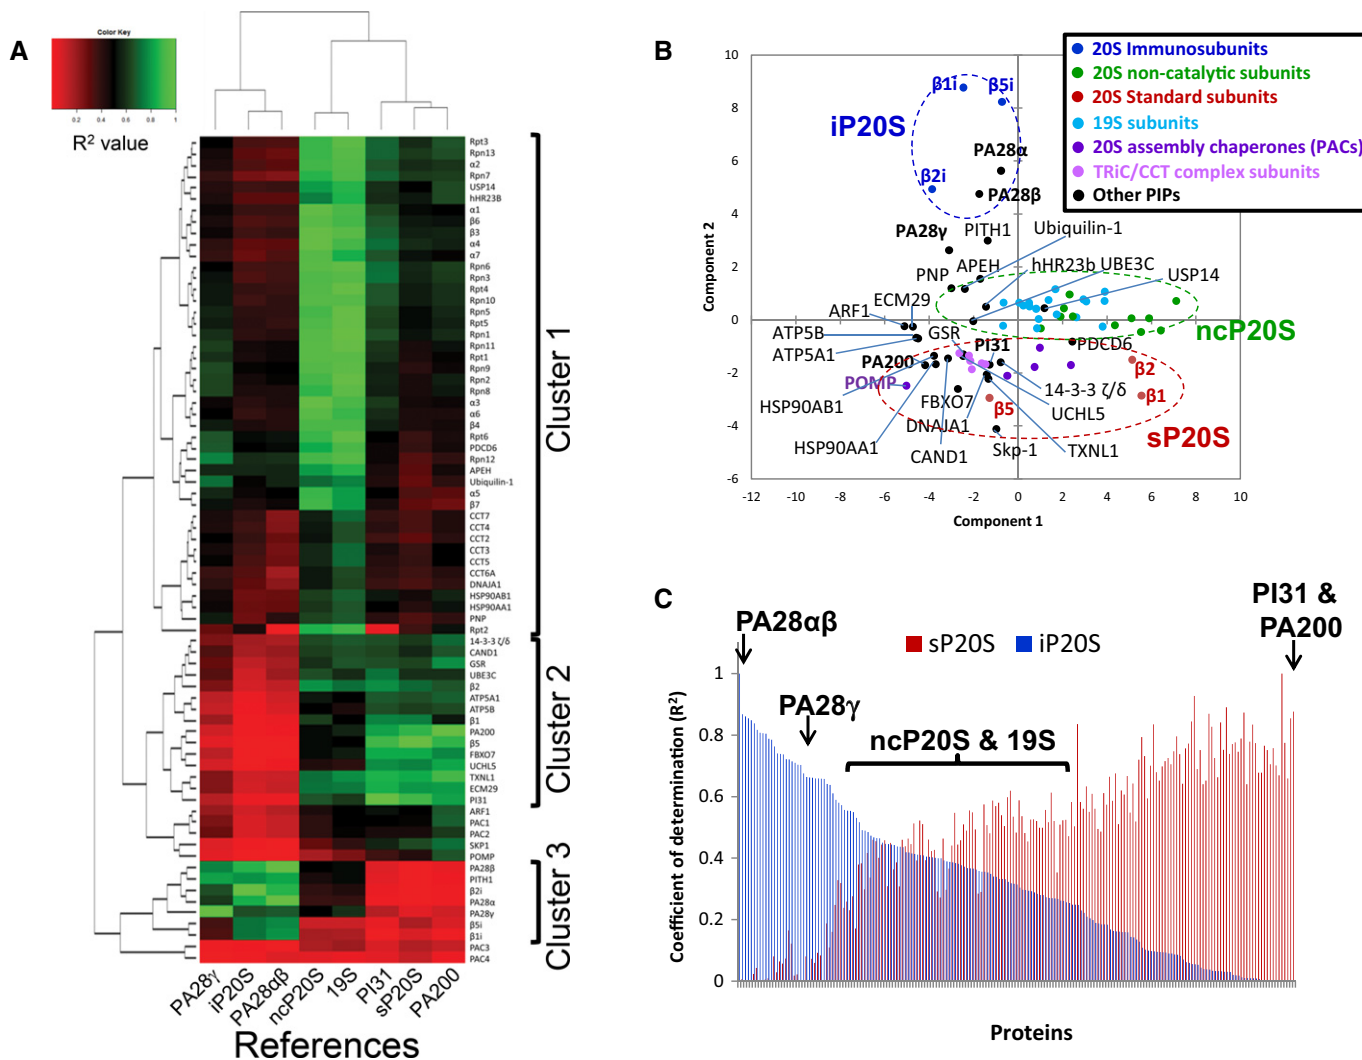 A
Color Key
0.2 0.4 0.6 0.8 1
R² value
Rpt3
Rpn13
α2
Rpn7
USP14
hHR23B
α1
β6
β3
α4
α7
Rpn6
Rpn3
Rpt4
Rpn10
Rpn5
Rpt5
Rpn1
Rpn11
Rpt1
Rpn9
Rpn2
Rpn8
α3
α6
β4
Rpt6
PDCD6
Rpn12
APEH
Ubiquilin-1
α5
β7
CCT7
CCT4
CCT2
CCT3
CCT5
CCT6A
DNAJA1
HSP90AB1
HSP90AA1
PNP
Rpt2
14-3-3 ζ/δ
CAND1
GSR
UBE3C
β2
ATP5A1
ATP5B
β1
PA200
β5
FBXO7
UCHL5
TXNL1
ECM29
PI31
ARF1
PAC1
PAC2
SKP1
POMP
PA28β
PITH1
β2i
PA28α
PA28γ
β5i
β1i
PAC3
PAC4
Cluster 1
Cluster 2
Cluster 3
PA28γ
iP20S
PA28αβ
ncP20S
19S
PI31
sP20S
PA200
References
B
20S Immunosubunits
20S non-catalytic subunits
20S Standard subunits
19S subunits
20S assembly chaperones (PACs)
TRiC/CCT complex subunits
Other PIPs
10
8
6
4
2
0
-2
-4
-6
Component 2
-12 -10 -8 -6 -4 -2 0 2 4 6 8 10
Component 1
β1i
β5i
iP20S
PA28α
β2i
PA28β
PA28γ
PITH1
Ubiquilin-1
PNP
APEH
hHR23b
UBE3C
USP14
ECM29
ARF1
ncP20S
ATP5B
GSR
PI31
PDCD6
ATP5A1
PA200
β2
POMP
14-3-3 ζ/δ
β1
HSP90AB1
FBXO7
β5
UCHL5
DNAJA1
sP20S
HSP90AA1
CAND1
Skp-1
TXNL1
C
PI31 &
PA200
PA28αβ
sP20S
iP20S
PA28γ
ncP20S & 19S
1
0.8
0.6
0.4
0.2
0
Coefficient of determination (R²)
Proteins